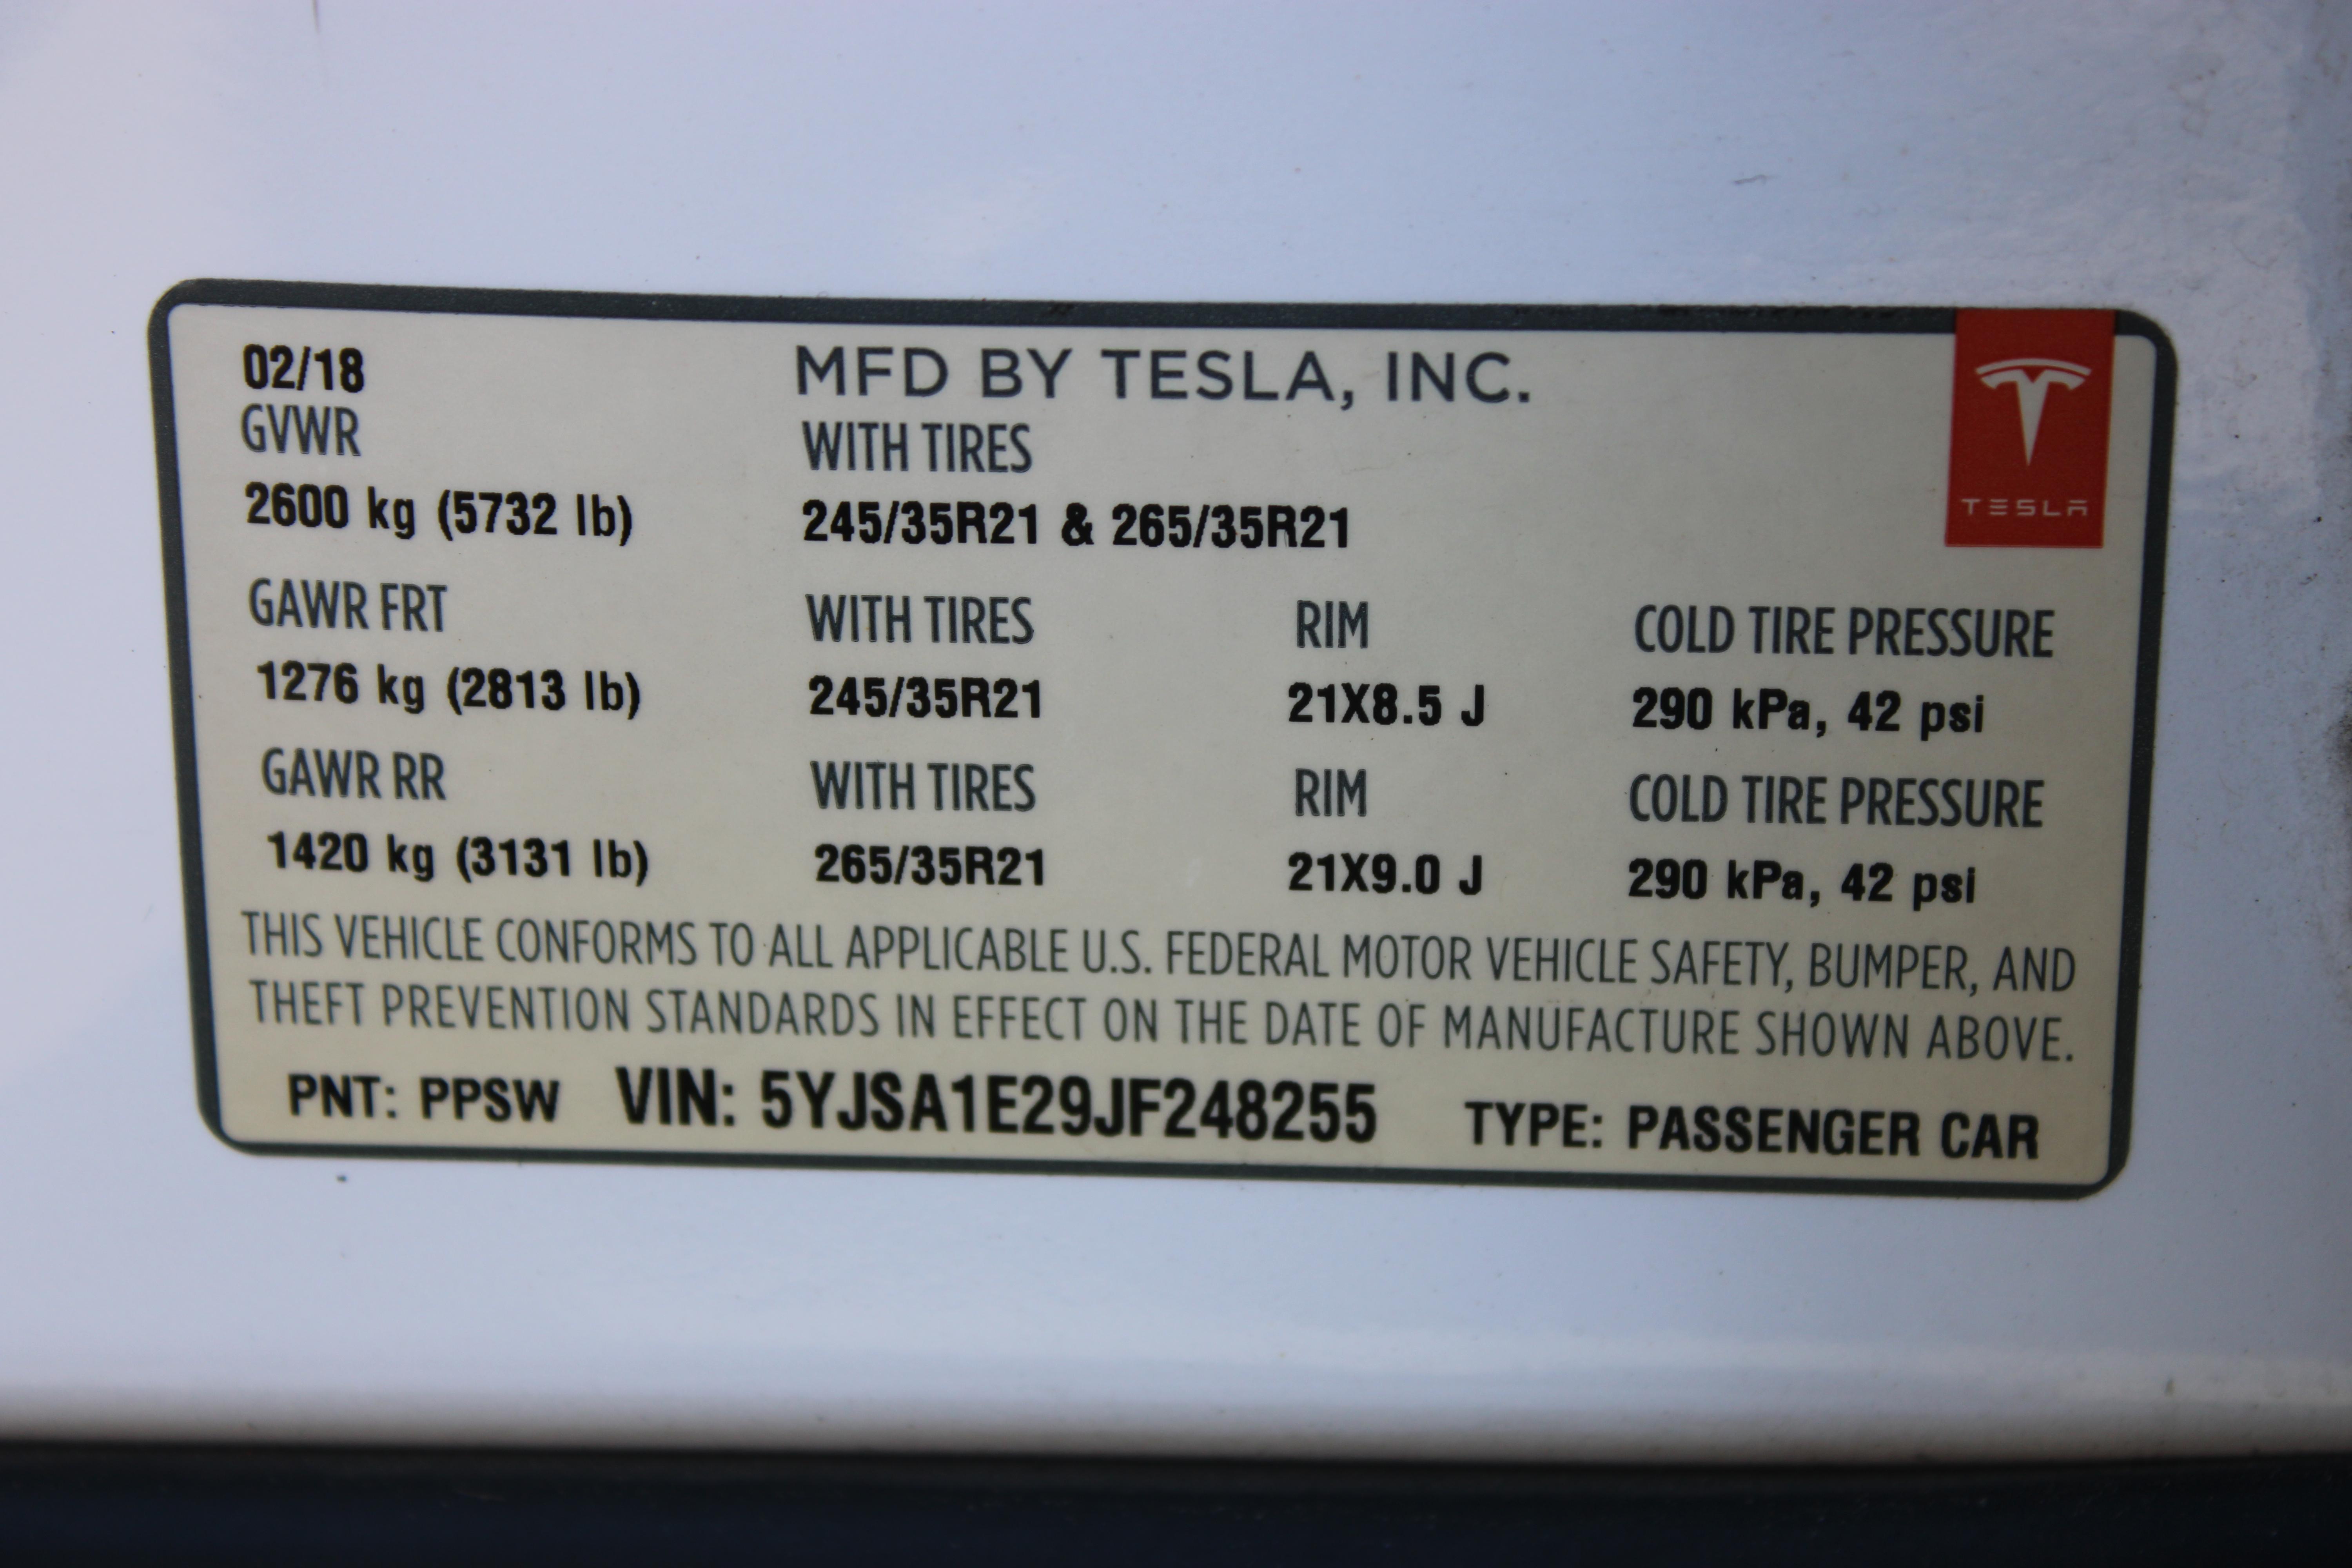 02/18 MFD BY TESLA, INC.
TESLA
GVWR WITH TIRES
2600 kg (5732 lb) 245/35R21 & 265/35R21
GAWR FRT WITH TIRES RIM COLD TIRE PRESSURE
1276 kg (2813 lb) 245/35R21 21X8.5 J 290 kPa, 42 psi
GAWR RR WITH TIRES RIM COLD TIRE PRESSURE
1420 kg (3131 lb) 265/35R21 21X9.0 J 290 kPa, 42 psi
THIS VEHICLE CONFORMS TO ALL APPLICABLE U.S. FEDERAL MOTOR VEHICLE SAFETY, BUMPER, AND
THEFT PREVENTION STANDARDS IN EFFECT ON THE DATE OF MANUFACTURE SHOWN ABOVE.
PNT: PPSW VIN: 5YJSA1E29JF248255 TYPE: PASSENGER CAR